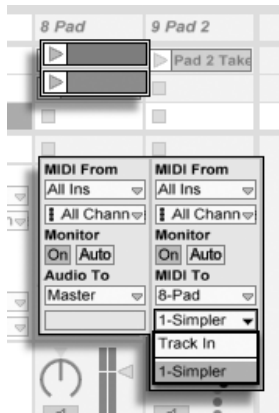 8 Pad
9 Pad 2
Pad 2 Take
MIDI From
All Ins
All Chann
Monitor
On Auto
Audio To
Master
MIDI From
All Ins
All Chann
Monitor
On Auto
MIDI To
8-Pad
1-Simpler
Track In
1-Simpler